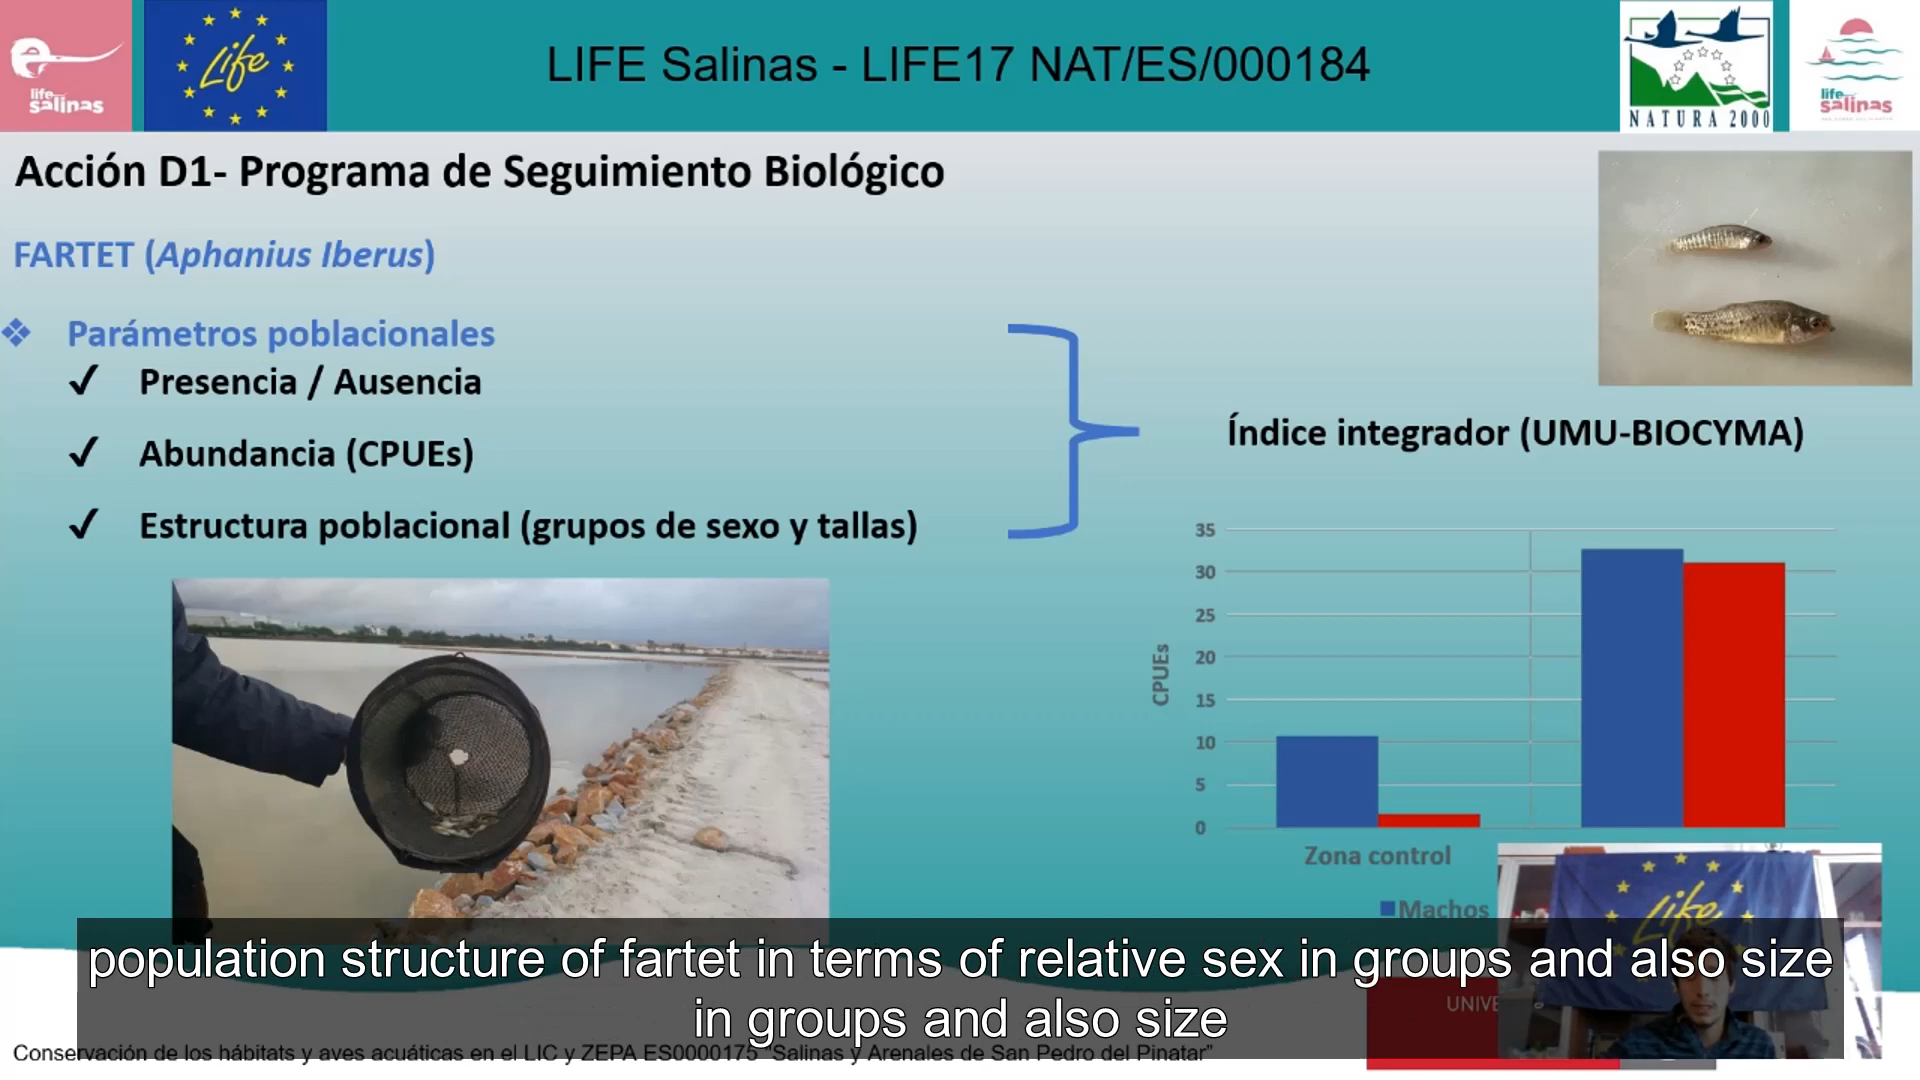 life
salinas
Life
LIFE Salinas - LIFE17 NAT/ES/000184
NATURA 2000
life
salinas
Acción D1- Programa de Seguimiento Biológico
FARTET (Aphanius Iberus)
❖ Parámetros poblacionales
✓ Presencia / Ausencia
✓ Abundancia (CPUEs)
✓ Estructura poblacional (grupos de sexo y tallas)
Índice integrador (UMU-BIOCYMA)
35
30
25
20
15
10
5
0
CPUEs
Zona control
Machos
Life
population structure of fartet in terms of relative sex in groups and also size
in groups and also size
UNIVE
Conservación de los hábitats y aves acuáticas en el LIC y ZEPA ES0000175 "Salinas y Arenales de San Pedro del Pinatar"